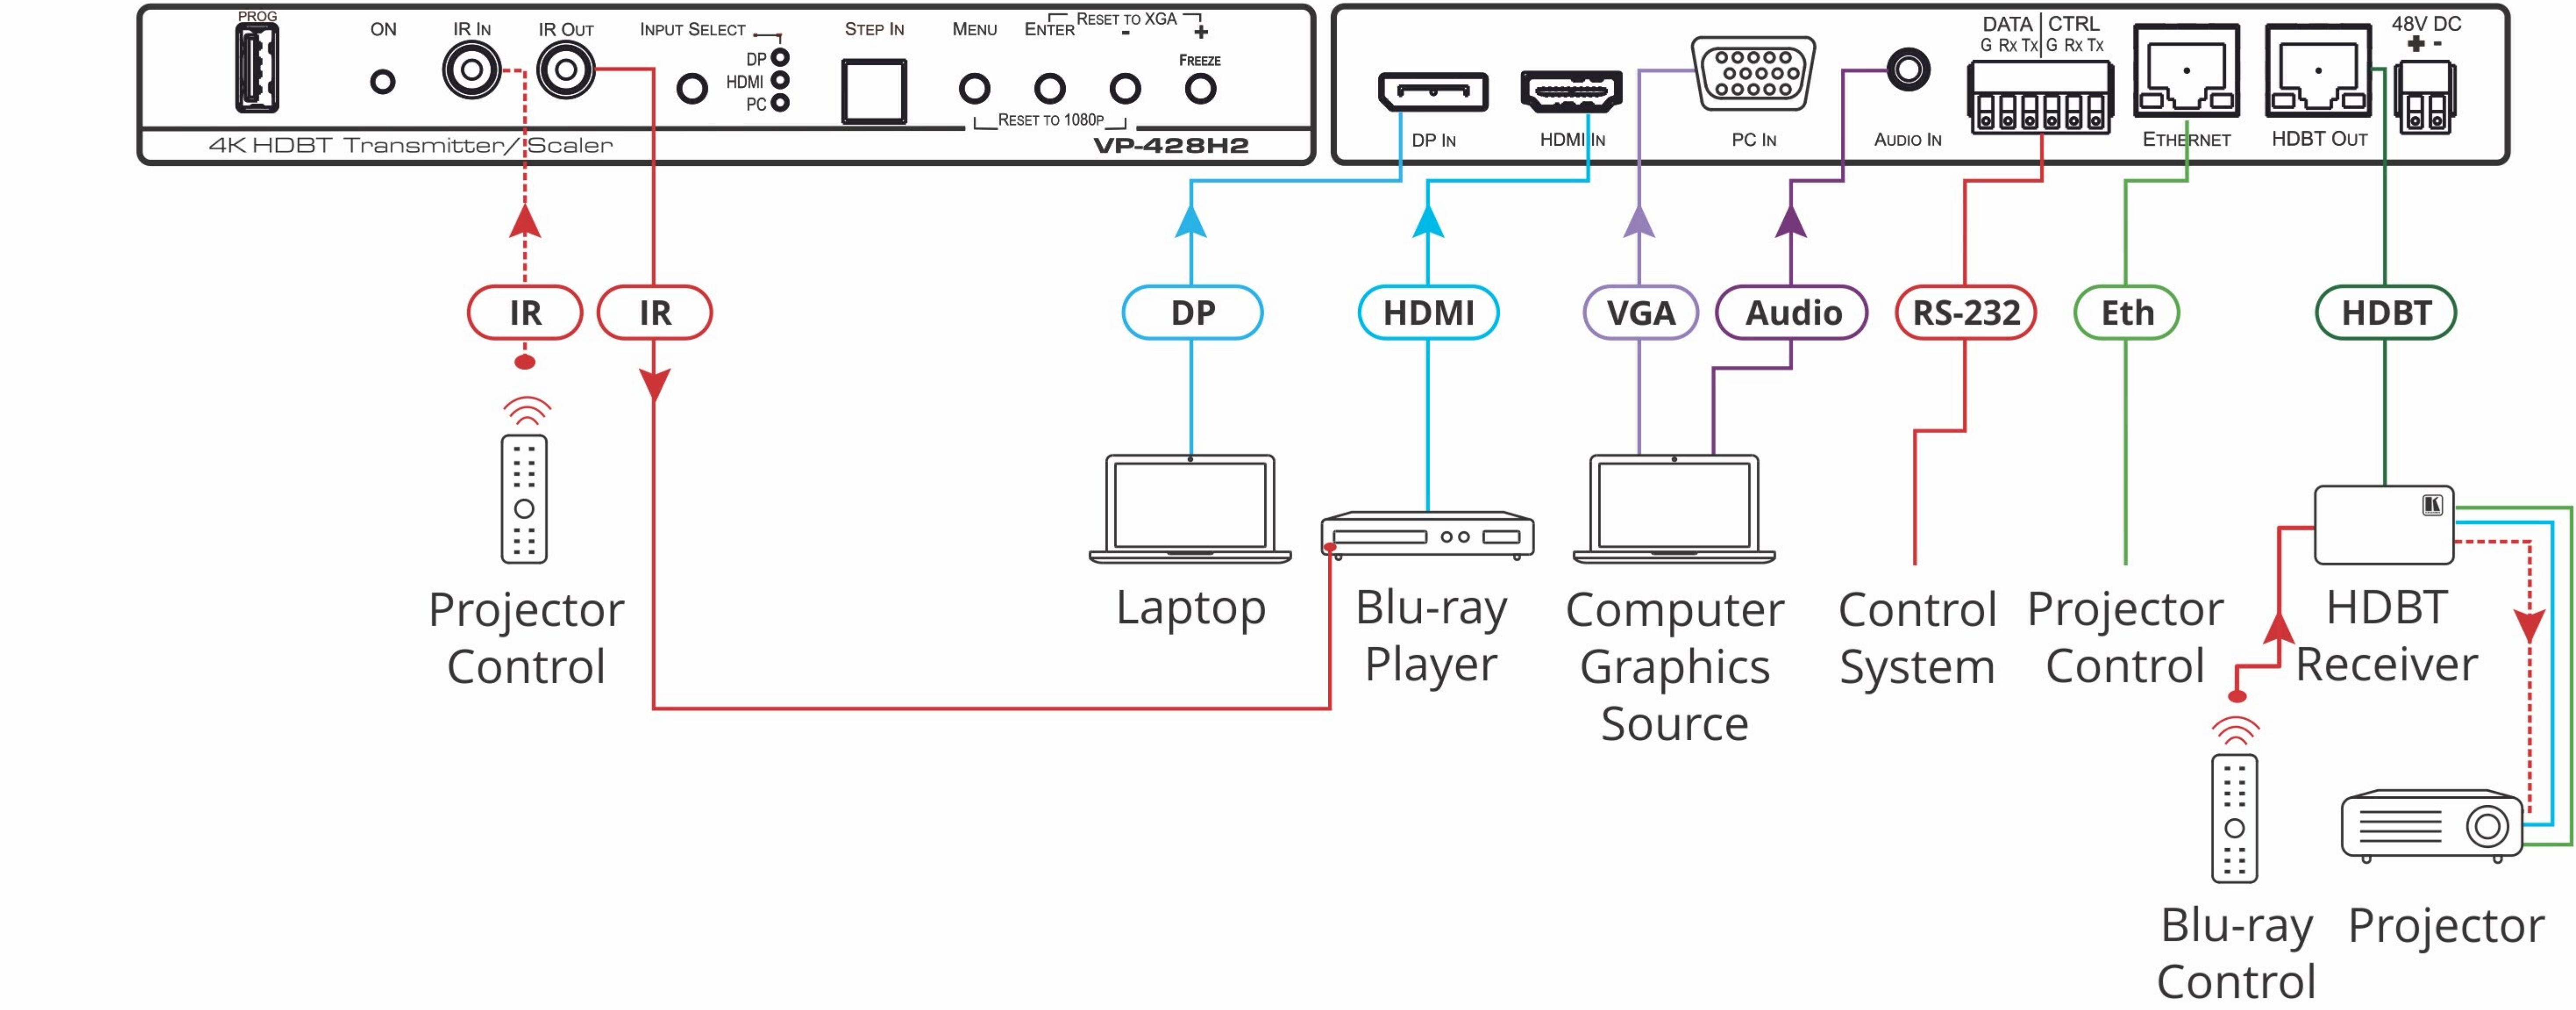 PROG
ON
IR IN
IR OUT
INPUT SELECT
DP
HDMI
PC
STEP IN
MENU
ENTER
RESET TO XGA
-
+
FREEZE
RESET TO 1080P
4K HDBT Transmitter/Scaler
VP-428H2
DP IN
HDMI IN
PC IN
AUDIO IN
DATA | CTRL
G Rx Tx | G Rx Tx
ETHERNET
HDBT OUT
48V DC
+ -
IR
IR
DP
HDMI
VGA
Audio
RS-232
Eth
HDBT
K
Projector
Control
Laptop
Blu-ray
Player
Computer
Graphics
Source
Control
System
Projector
Control
HDBT
Receiver
Blu-ray
Control
Projector